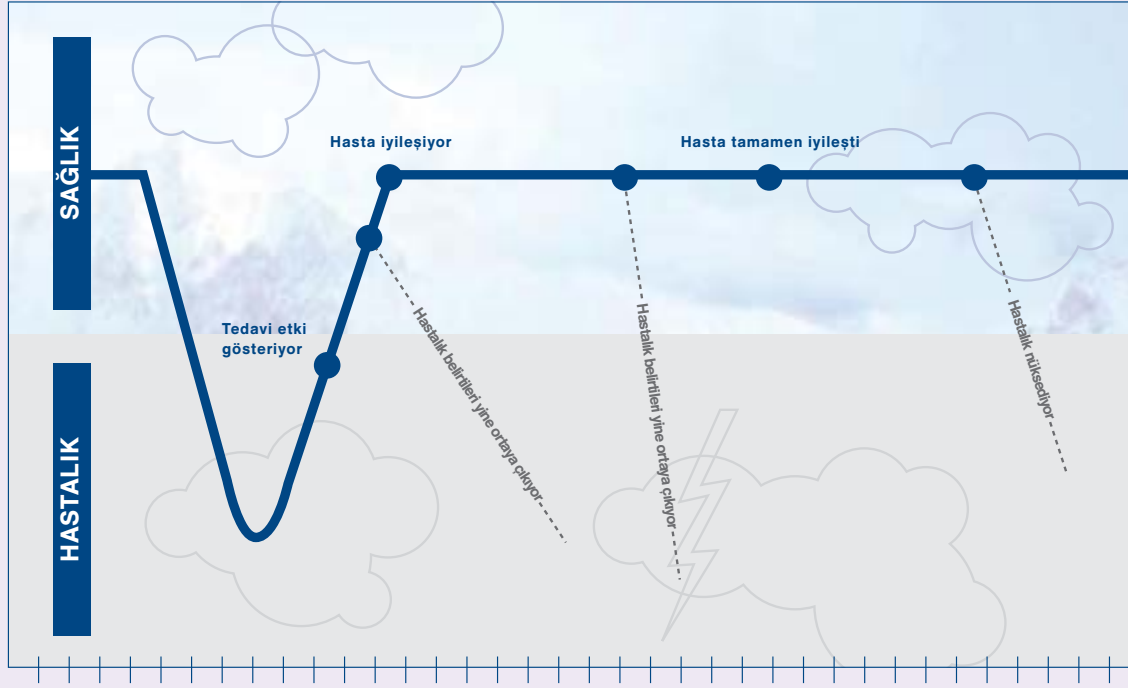 SAĞLIK
Hasta iyileşiyor
Hasta tamamen iyileşti
Tedavi etki
gösteriyor
Hastalık belirtileri yine ortaya çıkıyor
Hastalık belirtileri yine ortaya çıkıyor
Hastalık nüksediyor
HASTALIK